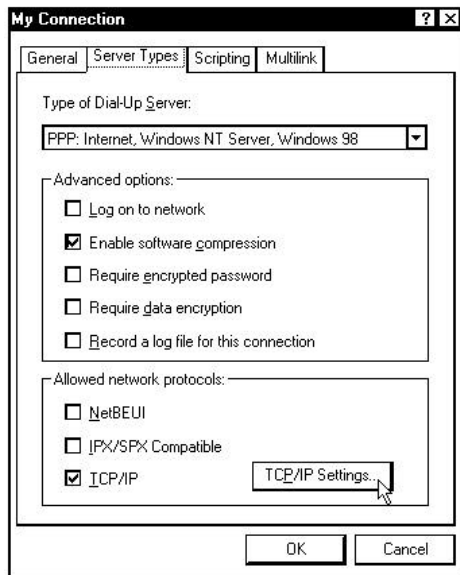 My Connection
General Server Types Scripting Multilink
Type of Dial-Up Server:
PPP: Internet, Windows NT Server, Windows 98
Advanced options:
Log on to network
Enable software compression
Require encrypted password
Require data encryption
Record a log file for this connection
Allowed network protocols:
NetBEUI
IPX/SPX Compatible
TCP/IP TCP/IP Settings...
OK Cancel